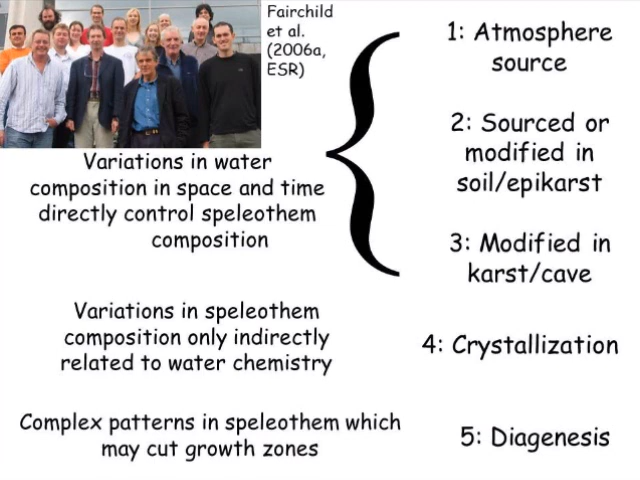 Fairchild
et al.
(2006a,
ESR)
1: Atmosphere
source
2: Sourced or
modified in
soil/epikarst
3: Modified in
karst/cave
Variations in water
composition in space and time
directly control speleothem
composition
Variations in speleothem
composition only indirectly
related to water chemistry
4: Crystallization
Complex patterns in speleothem which
may cut growth zones
5: Diagenesis